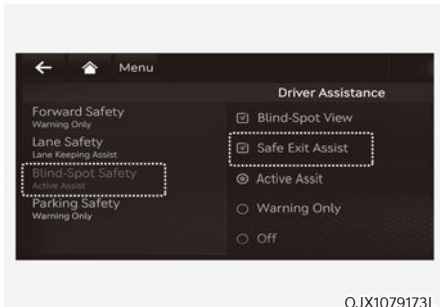 Menu
Driver Assistance
Forward Safety
Warning Only
Lane Safety
Lane Keeping Assist
Blind-Spot Safety
Active Assist
Parking Safety
Warning Only
Blind-Spot View
Safe Exit Assist
Active Assit
Warning Only
Off
OJX1079173L